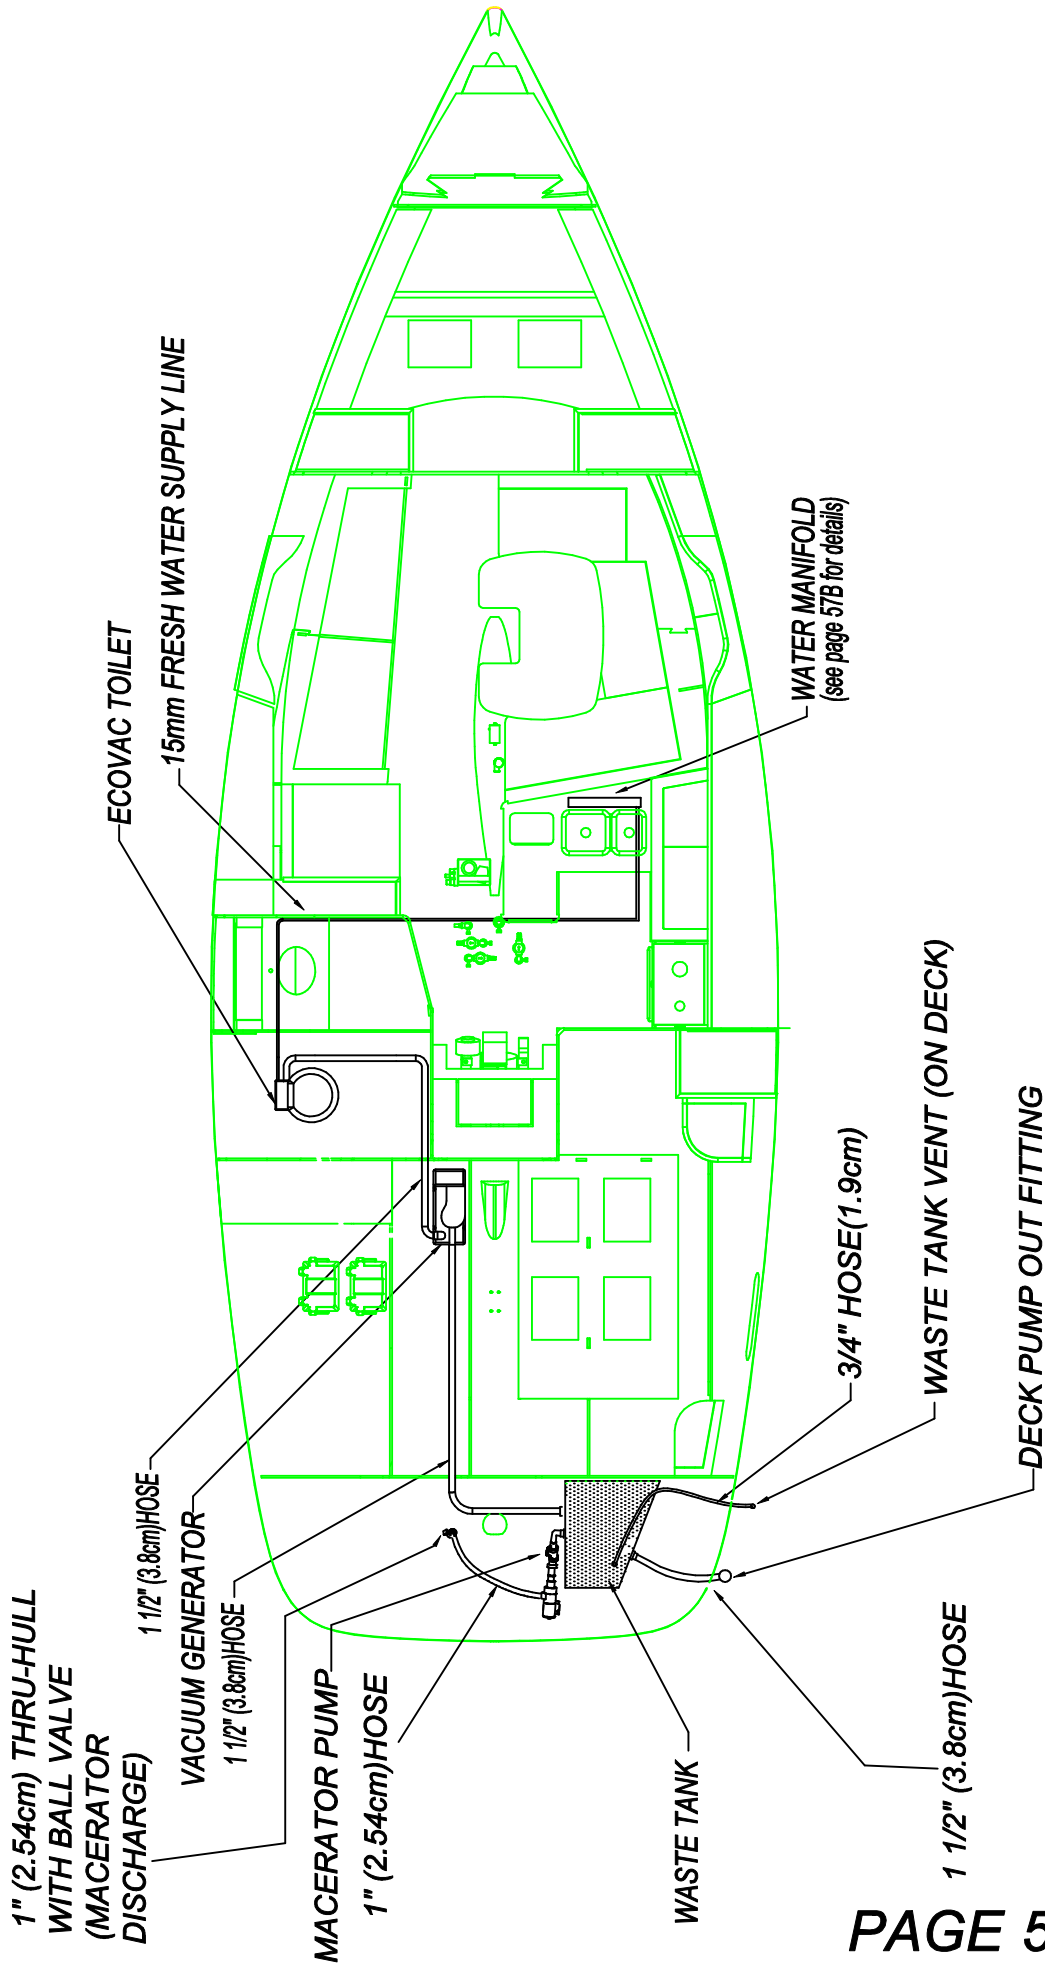 1" (2.54cm) THRU-HULL
WITH BALL VALVE
(MACERATOR
DISCHARGE)
1 1/2" (3.8cm)HOSE
VACUUM GENERATOR
1 1/2" (3.8cm)HOSE
MACERATOR PUMP
1" (2.54cm)HOSE
ECOVAC TOILET
15mm FRESH WATER SUPPLY LINE
WATER MANIFOLD
(see page 57B for details)
WASTE TANK
3/4" HOSE(1.9cm)
WASTE TANK VENT (ON DECK)
DECK PUMP OUT FITTING
1 1/2" (3.8cm)HOSE
PAGE 5